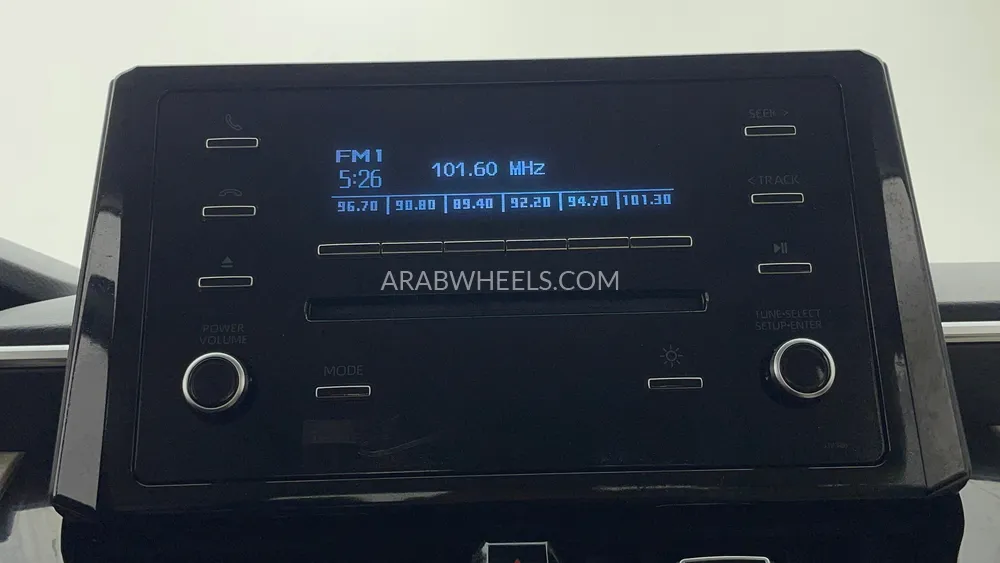 SEEK >
FM1
101.60 MHz
5:26
< TRACK
96.70 90.80 89.40 92.20 94.70 101.30
ARABWHEELS.COM
POWER
VOLUME
TUNE·SELECT
SETUP·ENTER
MODE